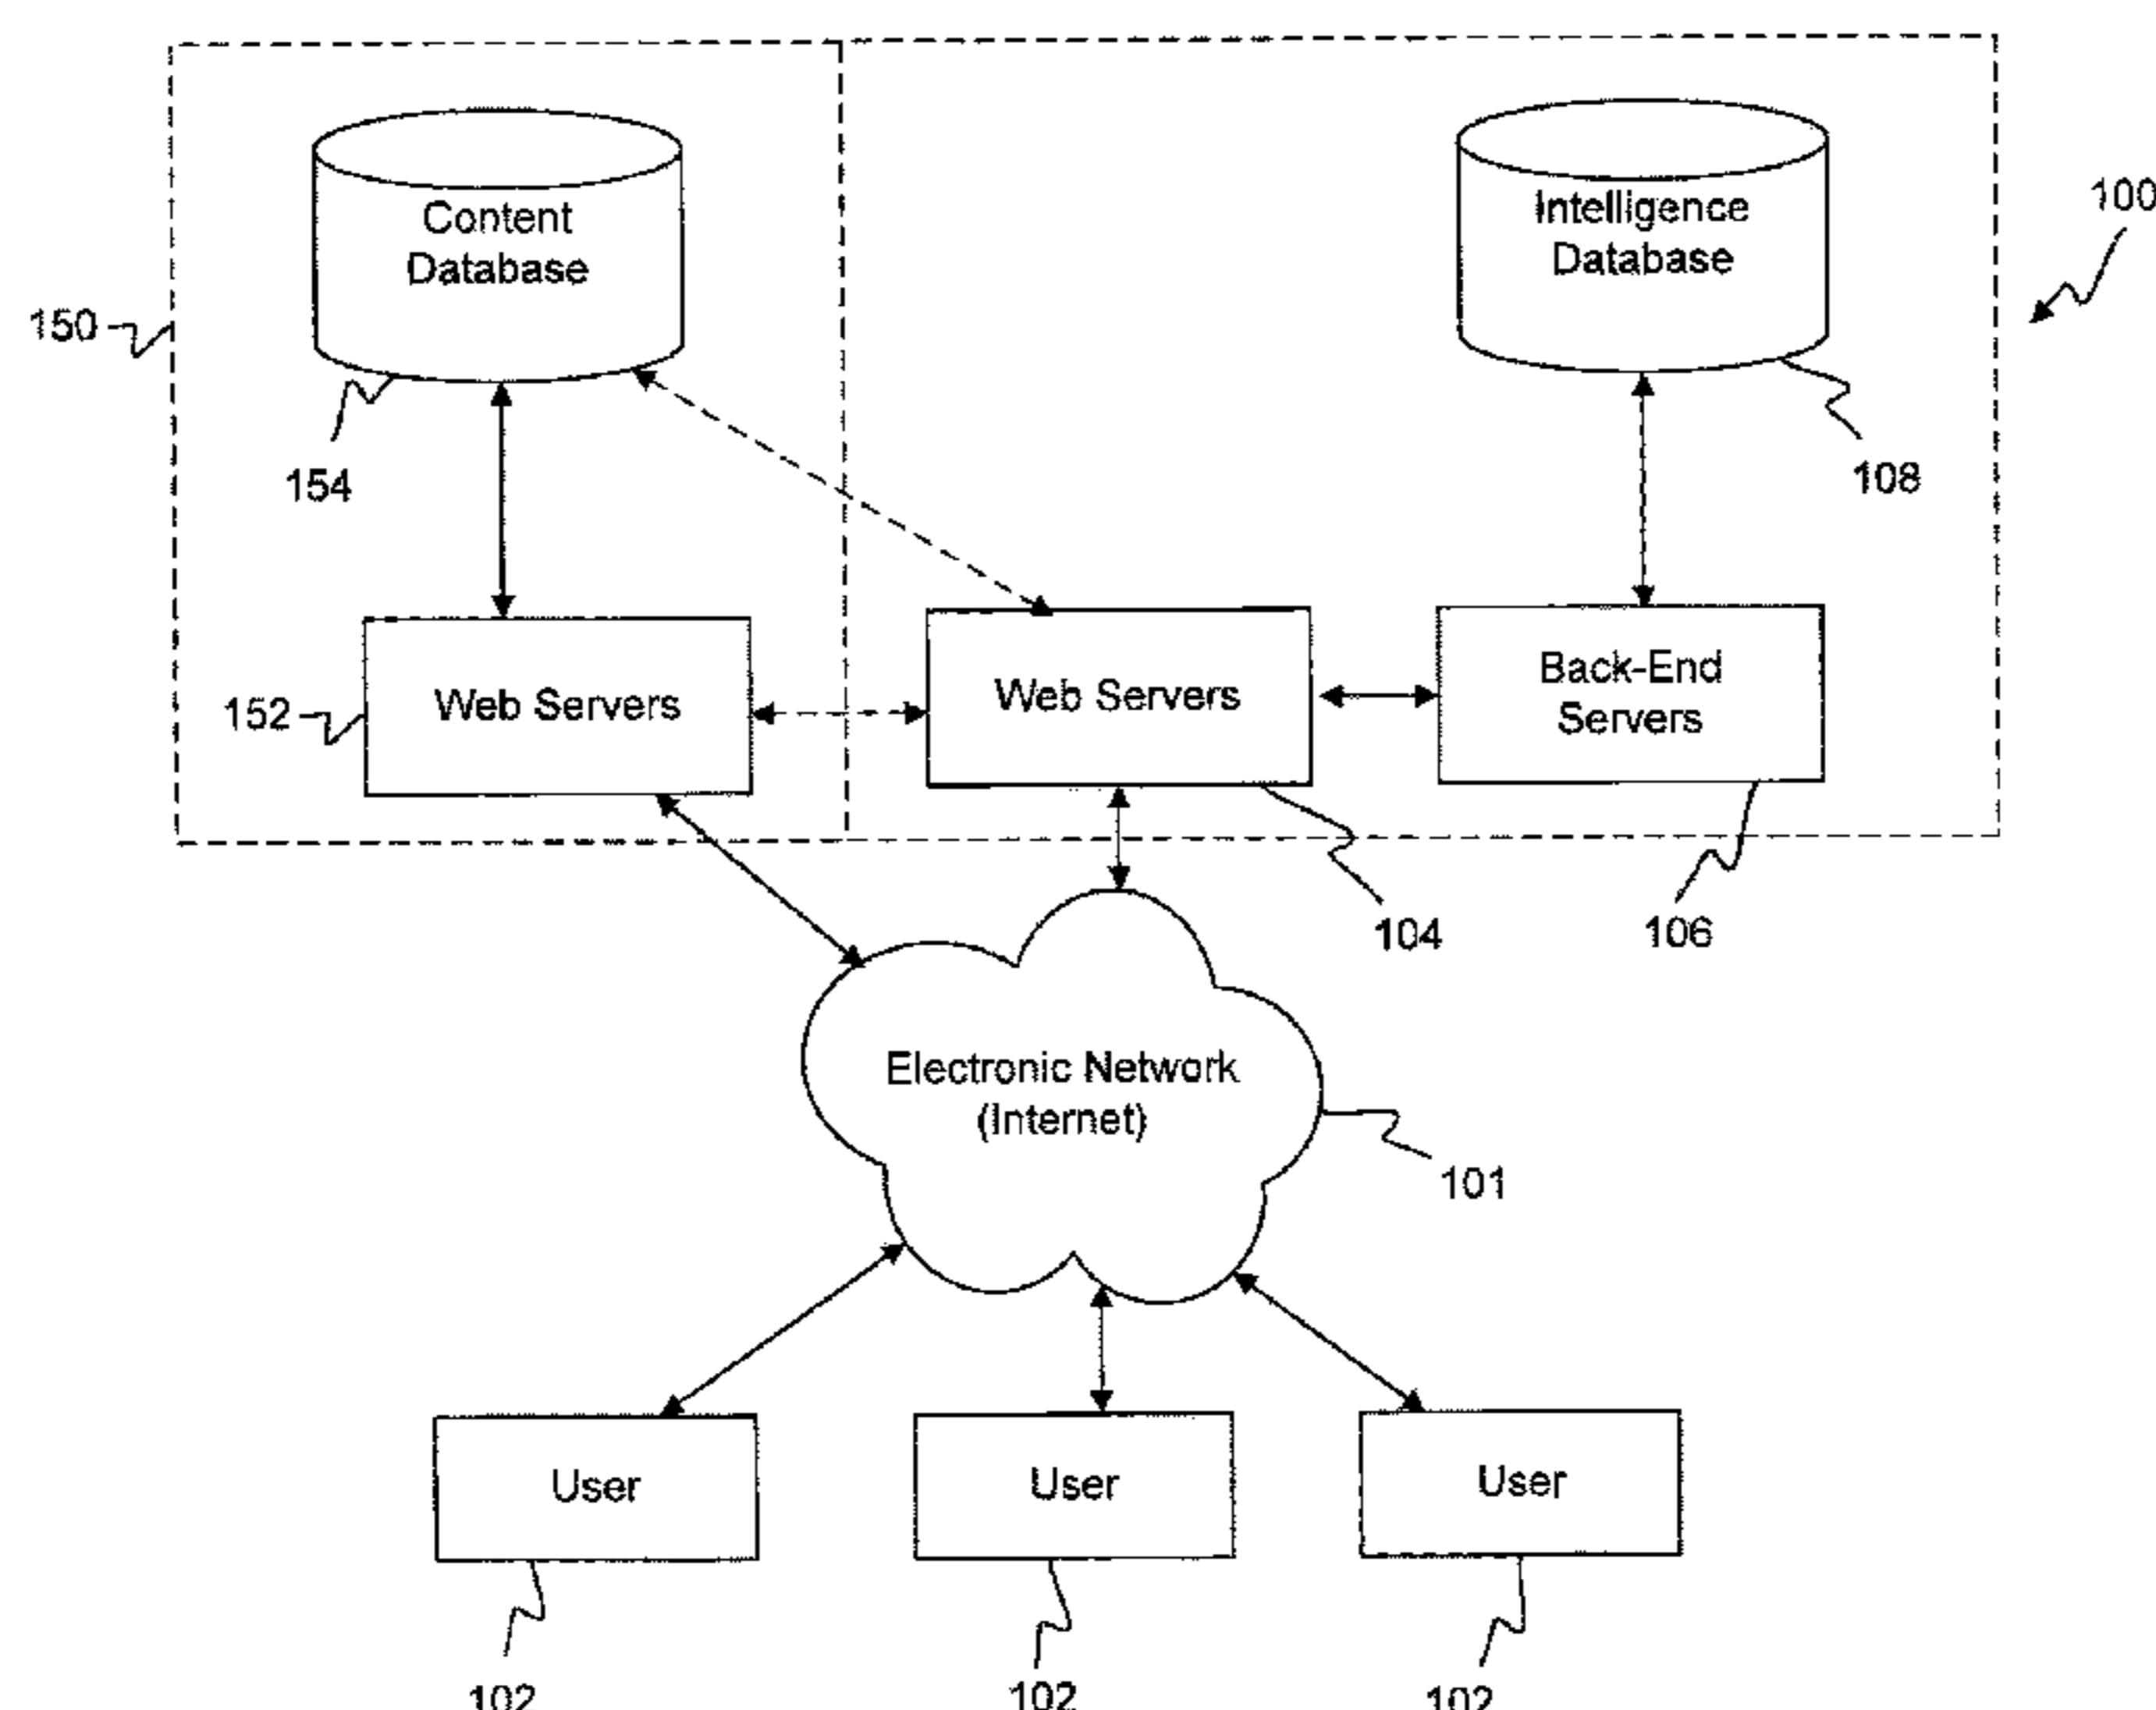 100
Content
Database
Intelligence
Database
150
154
108
Web Servers
Web Servers
Back-End
Servers
152
104
106
Electronic Network
(Internet)
101
User
User
User
102
102
102